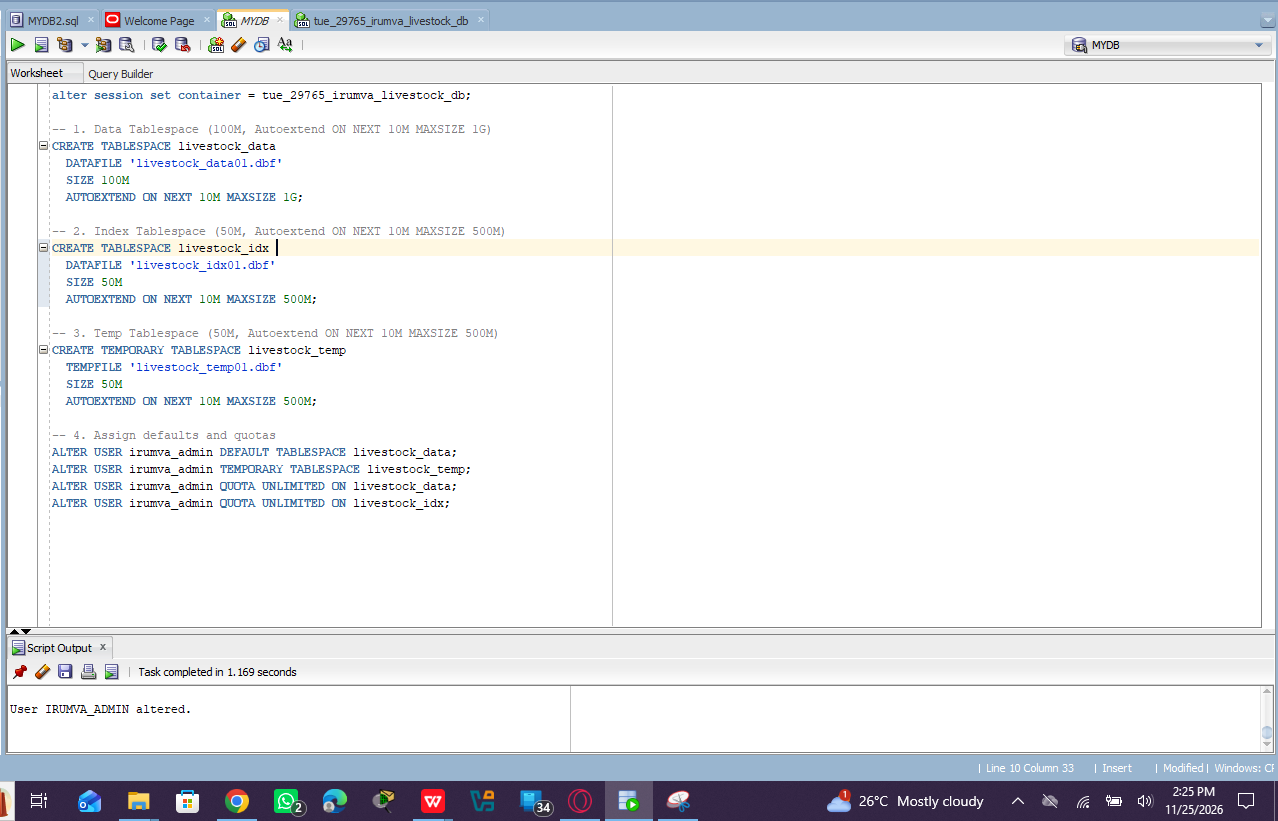 MYDB2.sql Welcome Page MYDB tue_29765_irumva_livestock_db
SQL Aa MYDB
Worksheet Query Builder
alter session set container = tue_29765_irumva_livestock_db;
-- 1. Data Tablespace (100M, Autoextend ON NEXT 10M MAXSIZE 1G)
CREATE TABLESPACE livestock_data
DATAFILE 'livestock_data01.dbf'
SIZE 100M
AUTOEXTEND ON NEXT 10M MAXSIZE 1G;
-- 2. Index Tablespace (50M, Autoextend ON NEXT 10M MAXSIZE 500M)
CREATE TABLESPACE livestock_idx
DATAFILE 'livestock_idx01.dbf'
SIZE 50M
AUTOEXTEND ON NEXT 10M MAXSIZE 500M;
-- 3. Temp Tablespace (50M, Autoextend ON NEXT 10M MAXSIZE 500M)
CREATE TEMPORARY TABLESPACE livestock_temp
TEMPFILE 'livestock_temp01.dbf'
SIZE 50M
AUTOEXTEND ON NEXT 10M MAXSIZE 500M;
-- 4. Assign defaults and quotas
ALTER USER irumva_admin DEFAULT TABLESPACE livestock_data;
ALTER USER irumva_admin TEMPORARY TABLESPACE livestock_temp;
ALTER USER irumva_admin QUOTA UNLIMITED ON livestock_data;
ALTER USER irumva_admin QUOTA UNLIMITED ON livestock_idx;
Script Output x
Task completed in 1.169 seconds
User IRUMVA_ADMIN altered.
Line 10 Column 33 Insert Modified Windows: CF
2 34 1 26°C Mostly cloudy 2:25 PM
11/25/2026